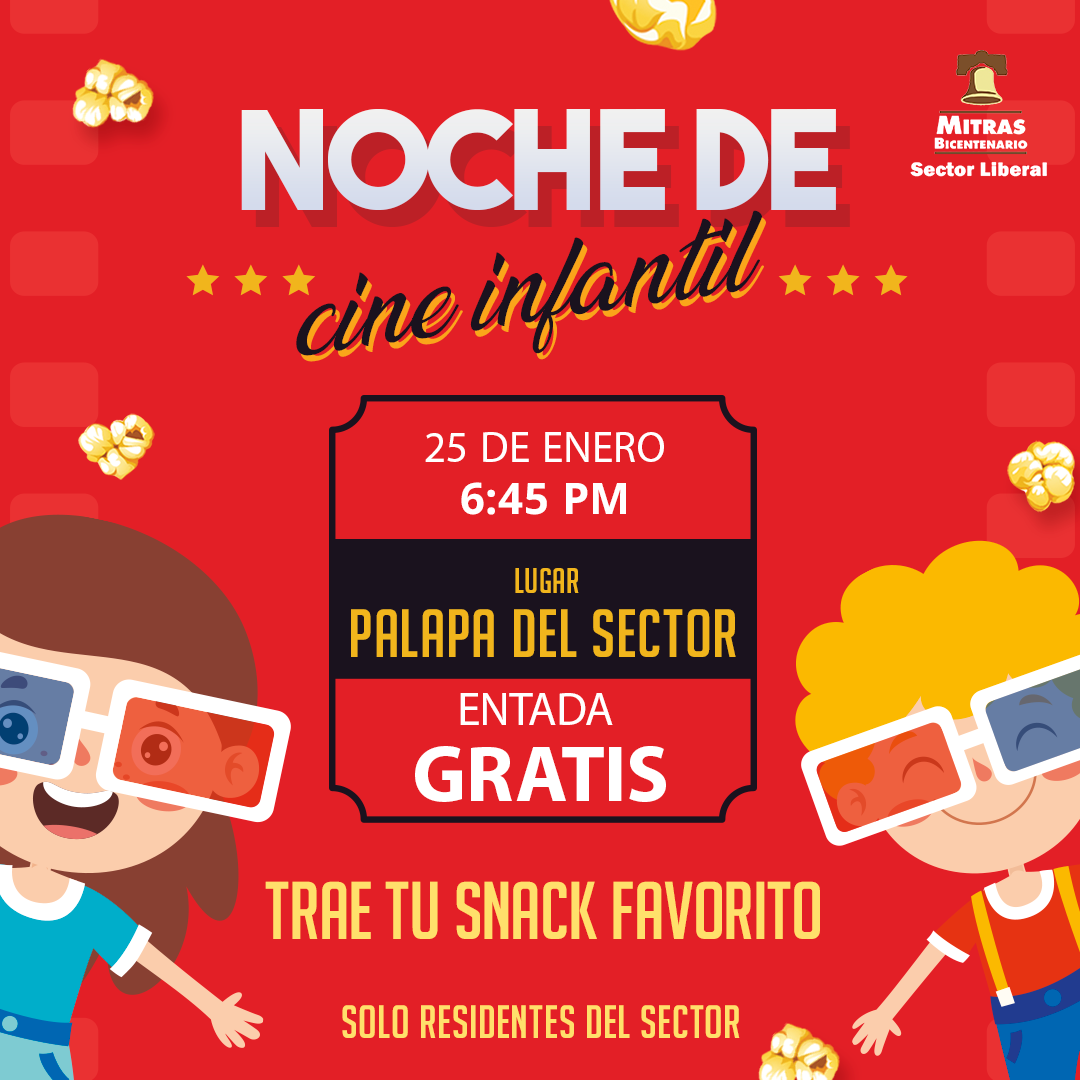 MITRAS
BICENTENARIO
Sector Liberal
NOCHE DE
cine infantil
25 DE ENERO
6:45 PM
LUGAR
PALAPA DEL SECTOR
ENTADA
GRATIS
TRAE TU SNACK FAVORITO
SOLO RESIDENTES DEL SECTOR